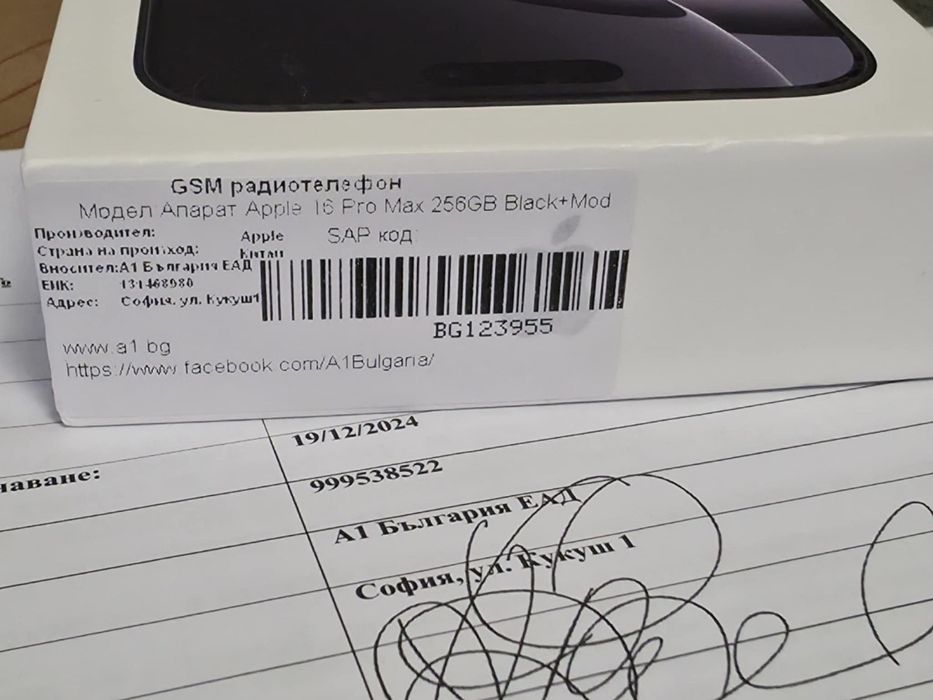 GSM радиотелефон
Модел Апарат Apple 16 Pro Max 256GB Black+Mod
Производител: Apple
Страна на произход: Китай
Вносител: А1 България ЕАД
ЕИК: 131468980
Адрес: София, ул. Кукуш1
SAP код
BG123955
www.a1.bg
https://www.facebook.com/A1Bulgaria/
19/12/2024
наване:
999538522
А1 България ЕАД
София, ул. Кукуш 1